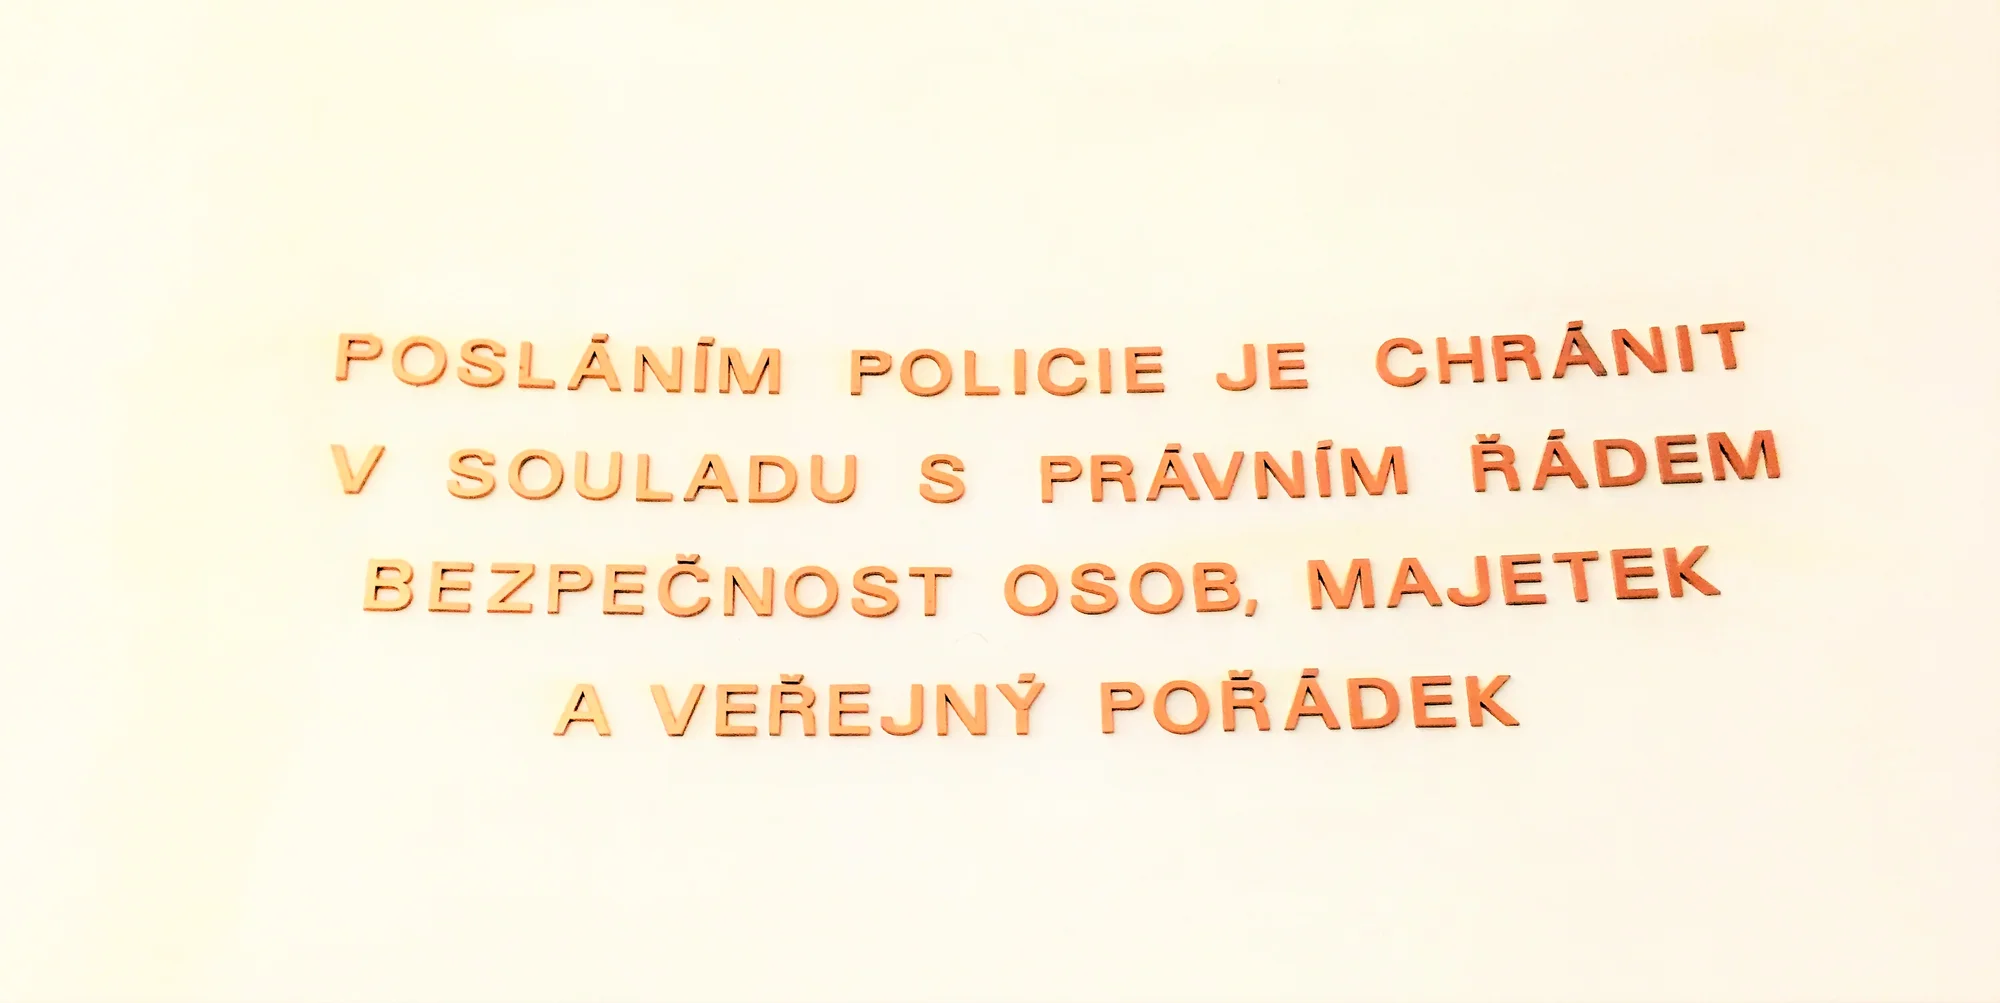 POSLÁNÍM POLICIE JE CHRÁNIT
V SOULADU S PRÁVNÍM ŘÁDEM
BEZPEČNOST OSOB, MAJETEK
A VEŘEJNÝ POŘÁDEK